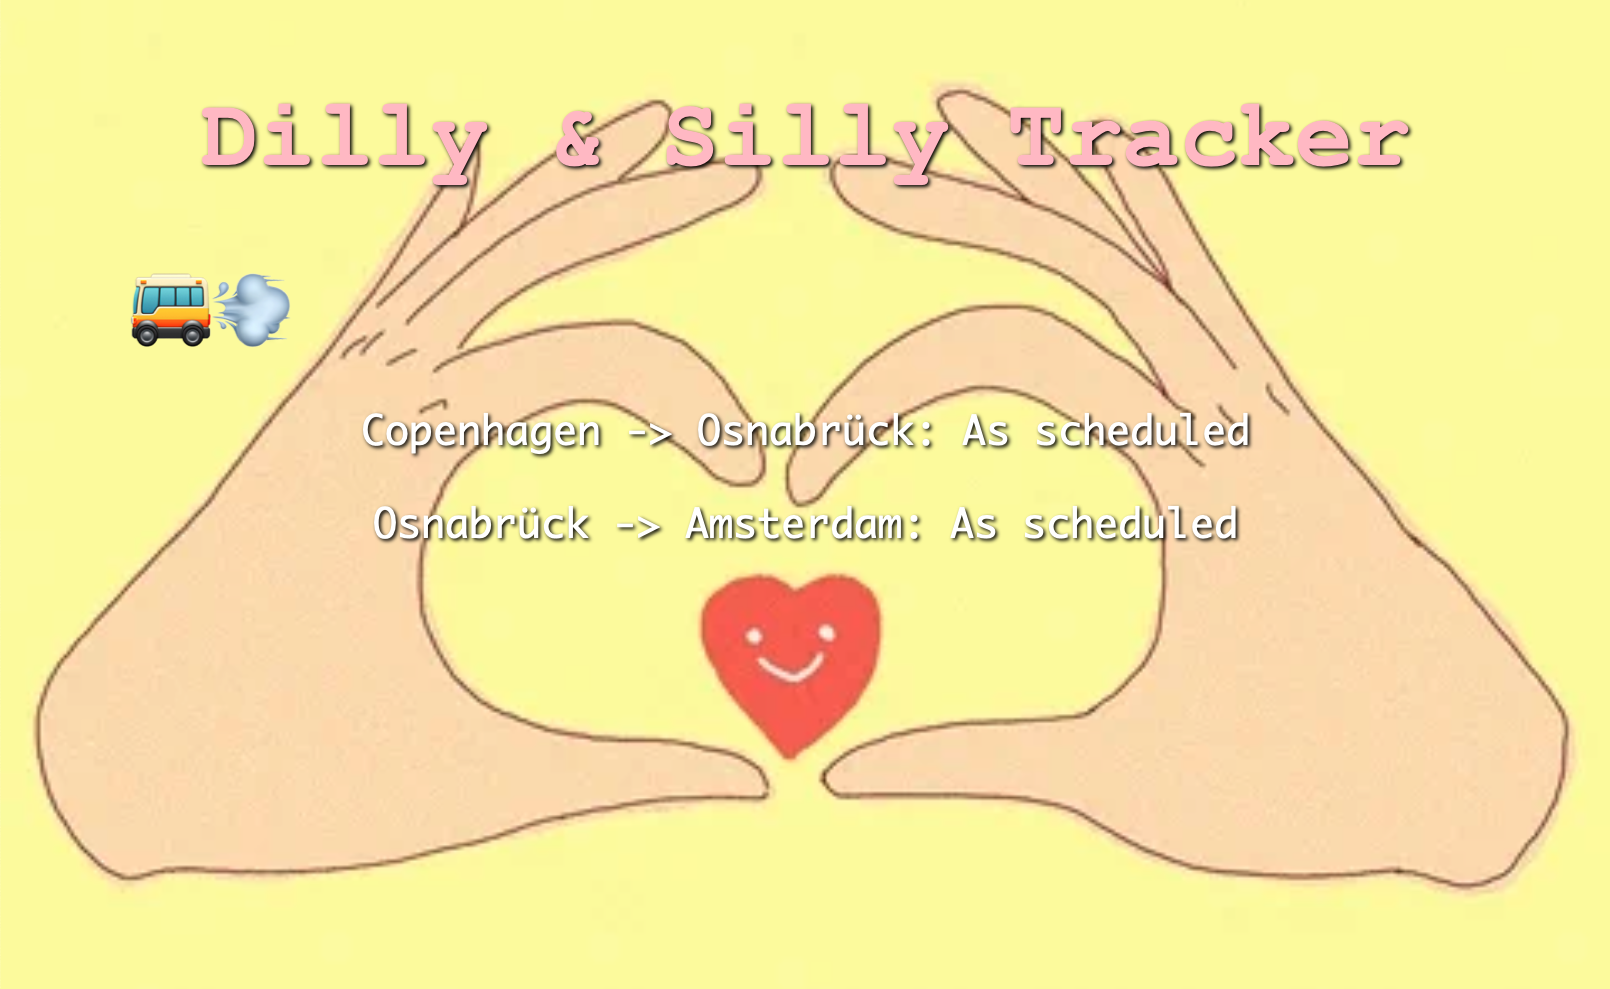 Dilly & Silly Tracker
Copenhagen -> Osnabrück: As scheduled
Osnabrück -> Amsterdam: As scheduled